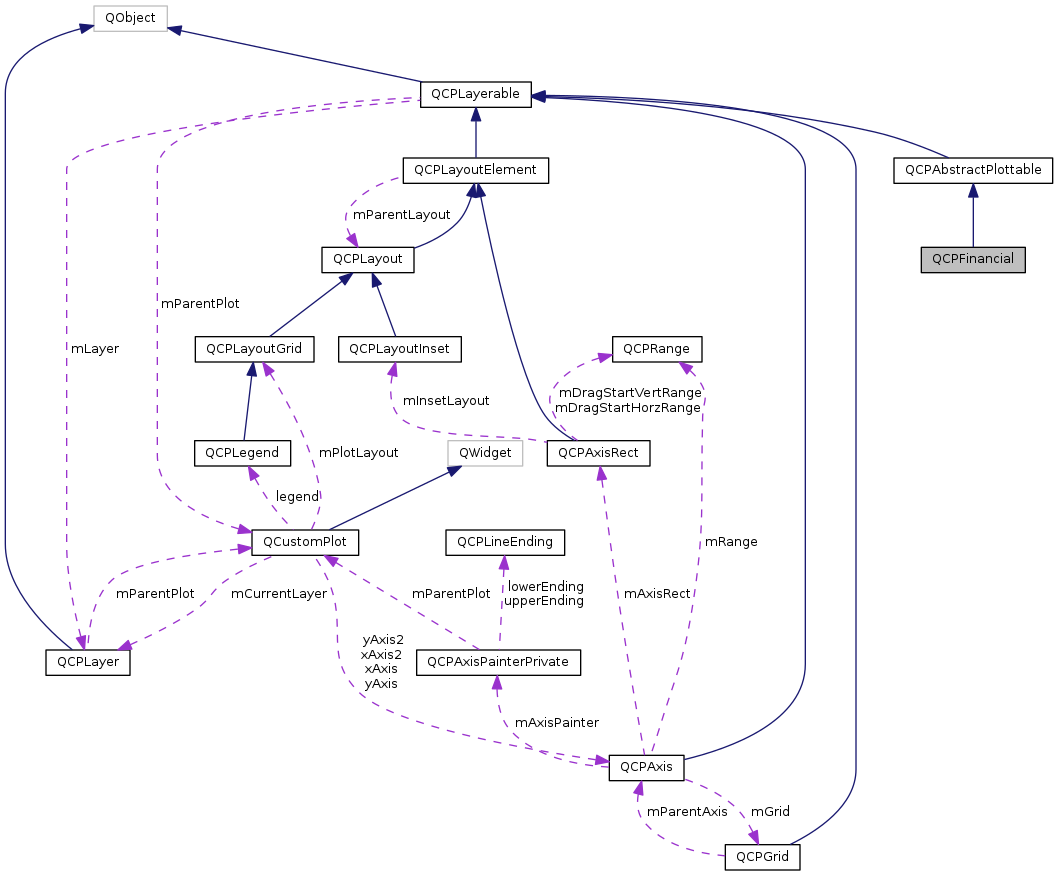 QObject
QCPLayerable
QCPLayoutElement
QCPAbstractPlottable
mParentLayout
QCPLayout
QCPFinancial
mParentPlot
mLayer
QCPLayoutGrid
QCPLayoutInset
QCPRange
mInsetLayout
mDragStartVertRange
mDragStartHorzRange
QCPLegend
mPlotLayout
QWidget
QCPAxisRect
legend
QCustomPlot
QCPLineEnding
mRange
mParentPlot
mCurrentLayer
mParentPlot
lowerEnding
upperEnding
mAxisRect
yAxis2
xAxis2
xAxis
yAxis
QCPLayer
QCPAxisPainterPrivate
mAxisPainter
QCPAxis
mParentAxis
mGrid
QCPGrid